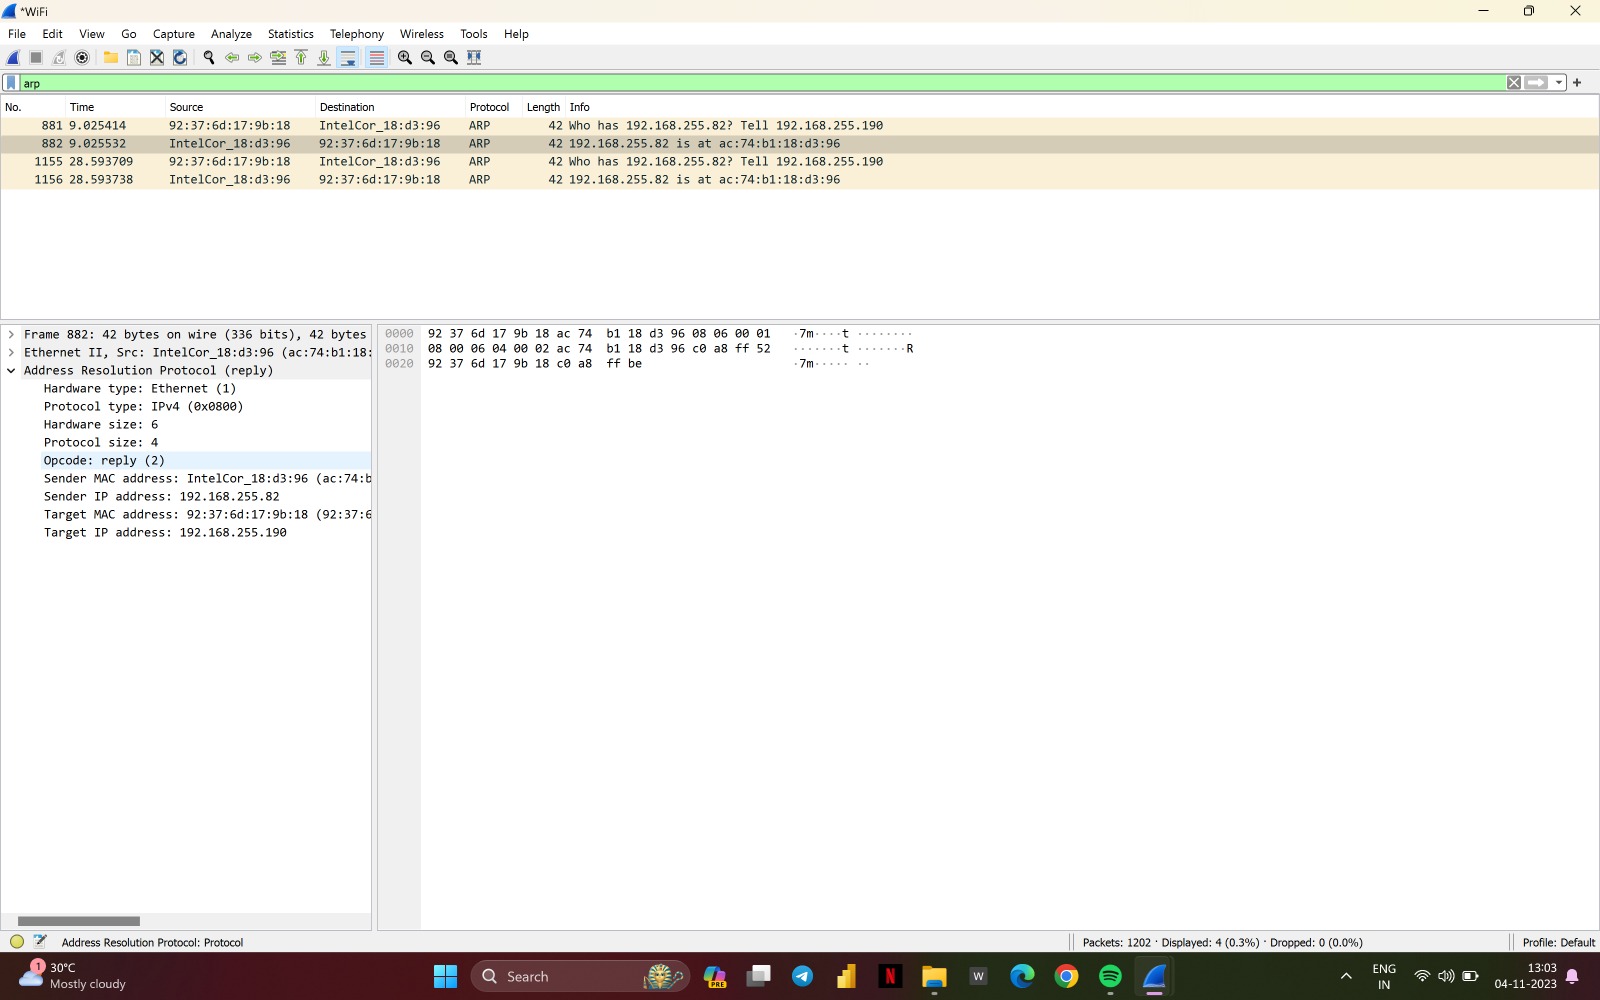 *WiFi
File Edit View Go Capture Analyze Statistics Telephony Wireless Tools Help
arp
No. Time Source Destination Protocol Length Info
881 9.025414 92:37:6d:17:9b:18 IntelCor_18:d3:96 ARP 42 Who has 192.168.255.82? Tell 192.168.255.190
882 9.025532 IntelCor_18:d3:96 92:37:6d:17:9b:18 ARP 42 192.168.255.82 is at ac:74:b1:18:d3:96
1155 28.593709 92:37:6d:17:9b:18 IntelCor_18:d3:96 ARP 42 Who has 192.168.255.82? Tell 192.168.255.190
1156 28.593738 IntelCor_18:d3:96 92:37:6d:17:9b:18 ARP 42 192.168.255.82 is at ac:74:b1:18:d3:96
Frame 882: 42 bytes on wire (336 bits), 42 bytes
Ethernet II, Src: IntelCor_18:d3:96 (ac:74:b1:18:
Address Resolution Protocol (reply)
Hardware type: Ethernet (1)
Protocol type: IPv4 (0x0800)
Hardware size: 6
Protocol size: 4
Opcode: reply (2)
Sender MAC address: IntelCor_18:d3:96 (ac:74:b
Sender IP address: 192.168.255.82
Target MAC address: 92:37:6d:17:9b:18 (92:37:6
Target IP address: 192.168.255.190
0000 92 37 6d 17 9b 18 ac 74 b1 18 d3 96 08 06 00 01 ·7m····t ········
0010 08 00 06 04 00 02 ac 74 b1 18 d3 96 c0 a8 ff 52 ·······t ·······R
0020 92 37 6d 17 9b 18 c0 a8 ff be ·7m····· ··
Address Resolution Protocol: Protocol
Packets: 1202 · Displayed: 4 (0.3%) · Dropped: 0 (0.0%)
Profile: Default
1
30°C
Mostly cloudy
Search
PRE
N
W
ENG
IN
13:03
04-11-2023